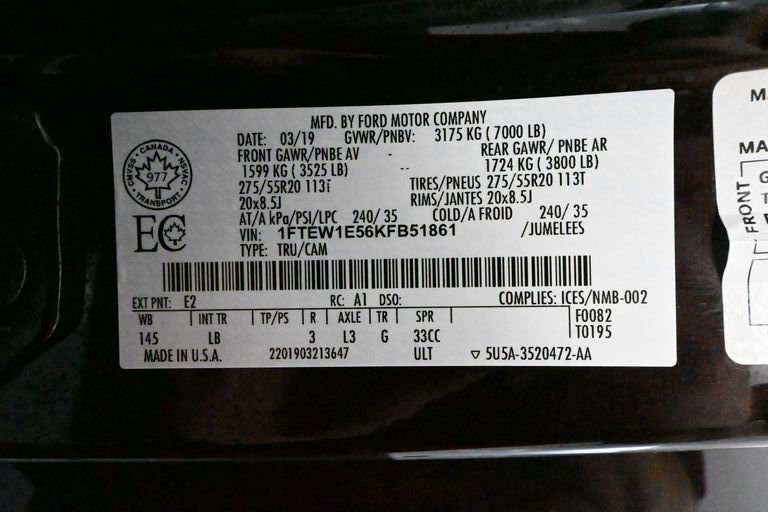 MFD. BY FORD MOTOR COMPANY
DATE: 03/19 GVWR/PNBV: 3175 KG ( 7000 LB)
FRONT GAWR/PNBE AV - REAR GAWR/ PNBE AR
1599 KG ( 3525 LB) -- 1724 KG ( 3800 LB)
275/55R20 113T TIRES/PNEUS 275/55R20 113T
20x8.5J RIMS/JANTES 20x8.5J
AT/A kPa/PSI/LPC 240/ 35 COLD/A FROID 240/ 35
VIN: 1FTEW1E56KFB51861 /JUMELEES
TYPE: TRU/CAM
CMVSS · CANADA · NSVAC
977
TRANSPORT
EC
EXT PNT: E2 RC: A1 DSO: COMPLIES: ICES/NMB-002
WB INT TR TP/PS R AXLE TR SPR F0082
145 LB 3 L3 G 33CC T0195
MADE IN U.S.A. 2201903213647 ULT 5U5A-3520472-AA
MA
FRONT